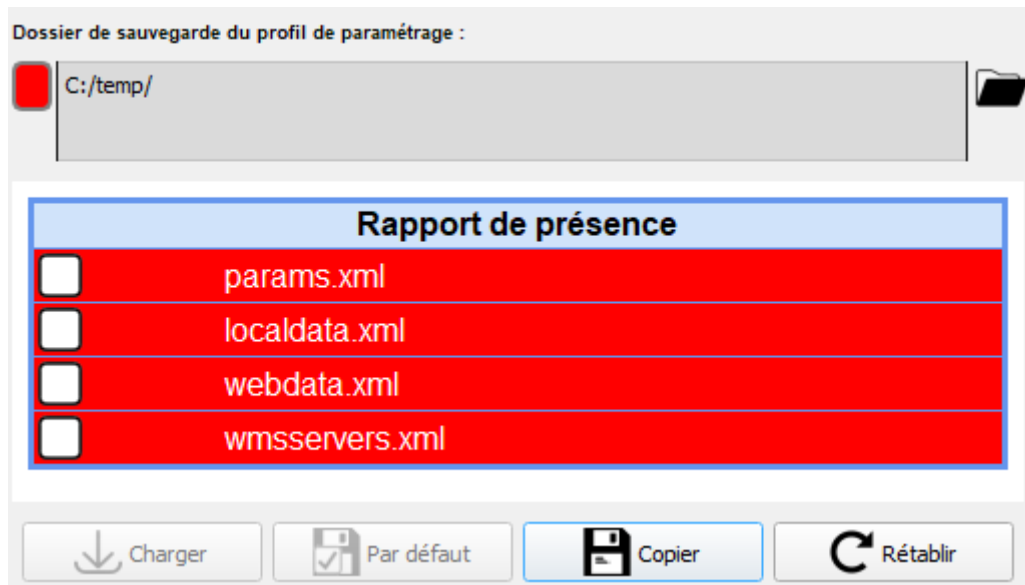 Dossier de sauvegarde du profil de paramétrage :
C:/temp/
Rapport de présence
params.xml
localdata.xml
webdata.xml
wmsservers.xml
Charger
Par défaut
Copier
Rétablir